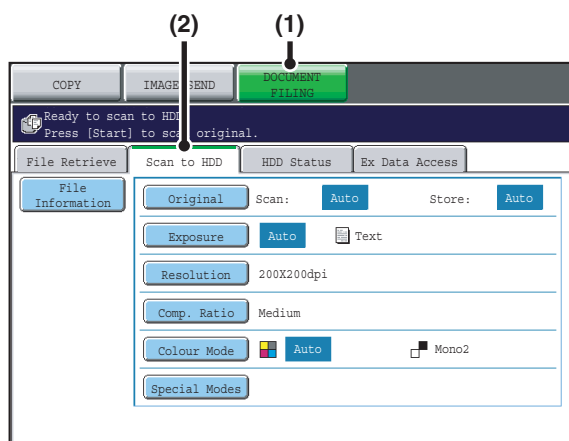 (2) (1)
COPY IMAGE SEND DOCUMENT FILING
Ready to scan to HDD.
Press [Start] to scan original.
File Retrieve Scan to HDD HDD Status Ex Data Access
File Information
Original Scan: Auto Store: Auto
Exposure Auto Text
Resolution 200X200dpi
Comp. Ratio Medium
Colour Mode Auto Mono2
Special Modes